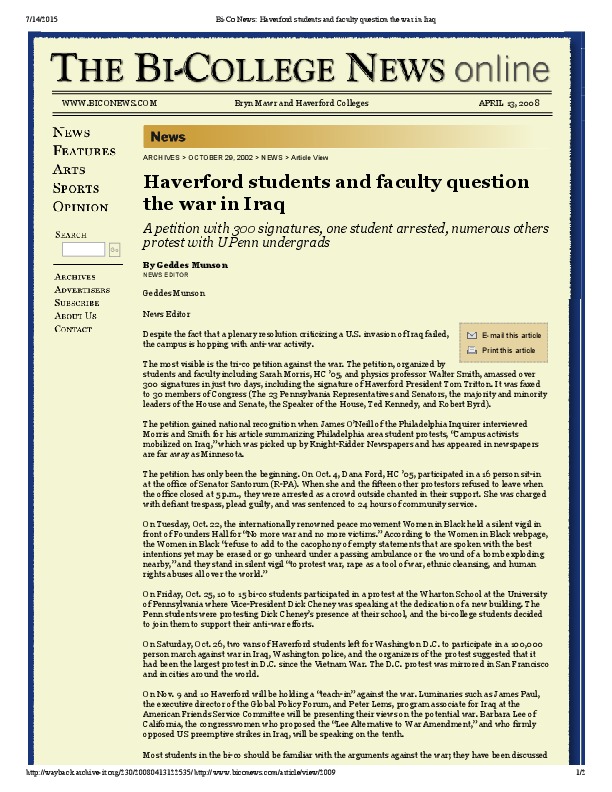 7/14/2015
Bi-Co News: Haverford students and faculty question the war in Iraq
THE BI-COLLEGE NEWS online
WWW.BICONEWS.COM
Bryn Mawr and Haverford Colleges
APRIL 13, 2008
NEWS
FEATURES
ARTS
SPORTS
OPINION
SEARCH
Go
ARCHIVES
ADVERTISERS
SUBSCRIBE
ABOUT US
CONTACT
News
ARCHIVES > OCTOBER 29, 2002 > NEWS > Article View
Haverford students and faculty question
the war in Iraq
A petition with 300 signatures, one student arrested, numerous others
protest with UPenn undergrads
By Geddes Munson
NEWS EDITOR
Geddes Munson
News Editor
E-mail this article
Print this article
Despite the fact that a plenary resolution criticizing a U.S. invasion of Iraq failed,
the campus is hopping with anti-war activity.
The most visible is the tri-co petition against the war. The petition, organized by
students and faculty including Sarah Morris, HC '05, and physics professor Walter Smith, amassed over
300 signatures in just two days, including the signature of Haverford President Tom Tritton. It was faxed
to 30 members of Congress (The 23 Pennsylvania Representatives and Senators, the majority and minority
leaders of the House and Senate, the Speaker of the House, Ted Kennedy, and Robert Byrd).
The petition gained national recognition when James O'Neill of the Philadelphia Inquirer interviewed
Morris and Smith for his article summarizing Philadelphia area student protests, "Campus activists
mobilized on Iraq," which was picked up by Knight-Ridder Newspapers and has appeared in newspapers
are far away as Minnesota.
The petition has only been the beginning. On Oct. 4, Dana Ford, HC '05, participated in a 16 person sit-in
at the office of Senator Santorum (R-PA). When she and the fifteen other protestors refused to leave when
the office closed at 5 p.m., they were arrested as a crowd outside chanted in their support. She was charged
with defiant trespass, plead guilty, and was sentenced to 24 hours of community service.
On Tuesday, Oct. 22, the internationally renowned peace movement Women in Black held a silent vigil in
front of Founders Hall for "No more war and no more victims." According to the Women in Black webpage,
the Women in Black "refuse to add to the cacophony of empty statements that are spoken with the best
intentions yet may be erased or go unheard under a passing ambulance or the wound of a bomb exploding
nearby," and they stand in silent vigil "to protest war, rape as a tool of war, ethnic cleansing, and human
rights abuses all over the world."
On Friday, Oct. 25, 10 to 15 bi-co students participated in a protest at the Wharton School at the University
of Pennsylvania where Vice-President Dick Cheney was speaking at the dedication of a new building. The
Penn students were protesting Dick Cheney's presence at their school, and the bi-college students decided
to join them to support their anti-war efforts.
On Saturday, Oct. 26, two vans of Haverford students left for Washington D.C. to participate in a 100,000
person march against war in Iraq, Washington police, and the organizers of the protest suggested that it
had been the largest protest in D.C. since the Vietnam War. The D.C. protest was mirrored in San Francisco
and in cities around the world.
On Nov. 9 and 10 Haverford will be holding a "teach-in" against the war. Luminaries such as James Paul,
the executive director of the Global Policy Forum, and Peter Lems, program associate for Iraq at the
American Friends Service Committee will be presenting their views on the potential war. Barbara Lee of
California, the congresswomen who proposed the "Lee Alternative to War Amendment," and who firmly
opposed US preemptive strikes in Iraq, will be speaking on the tenth.
Most students in the bi-co should be familiar with the arguments against the war; they have been discussed
http://wayback.archive-it.org/230/20080413122535/http://www.biconews.com/article/view/2009
1/2